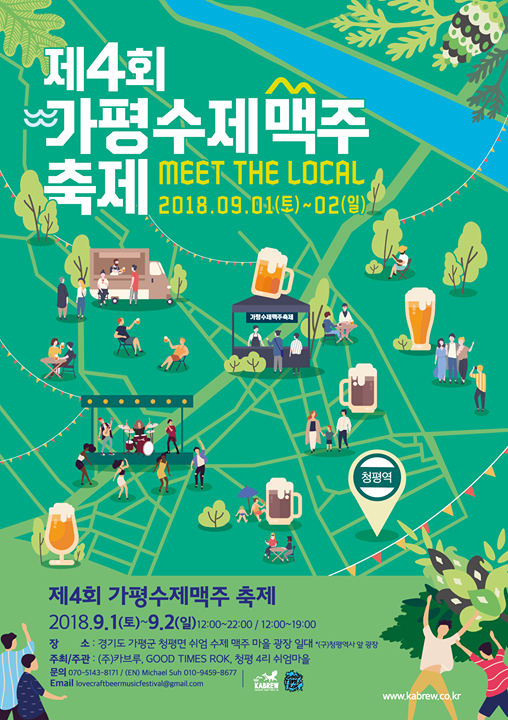 제4회
가평수제맥주
축제 MEET THE LOCAL
2018.09.01(토)~02(일)
가평수제맥주축제
청평역
제4회 가평수제맥주 축제
2018.9.1(토)~9.2(일)12:00~22:00 / 12:00~19:00
장 소 : 경기도 가평군 청평면 쉬엄 수제 맥주 마을 광장 일대 *(구)청평역사 앞 광장
주최/주관 : (주)카브루, GOOD TIMES ROK, 청평 4리 쉬엄마을
문의 070-5143-8171 / (EN) Michael Suh 010-9459-8677
Email lovecraftbeermusicfestival@gmail.com
KABREW
www.kabrew.co.kr